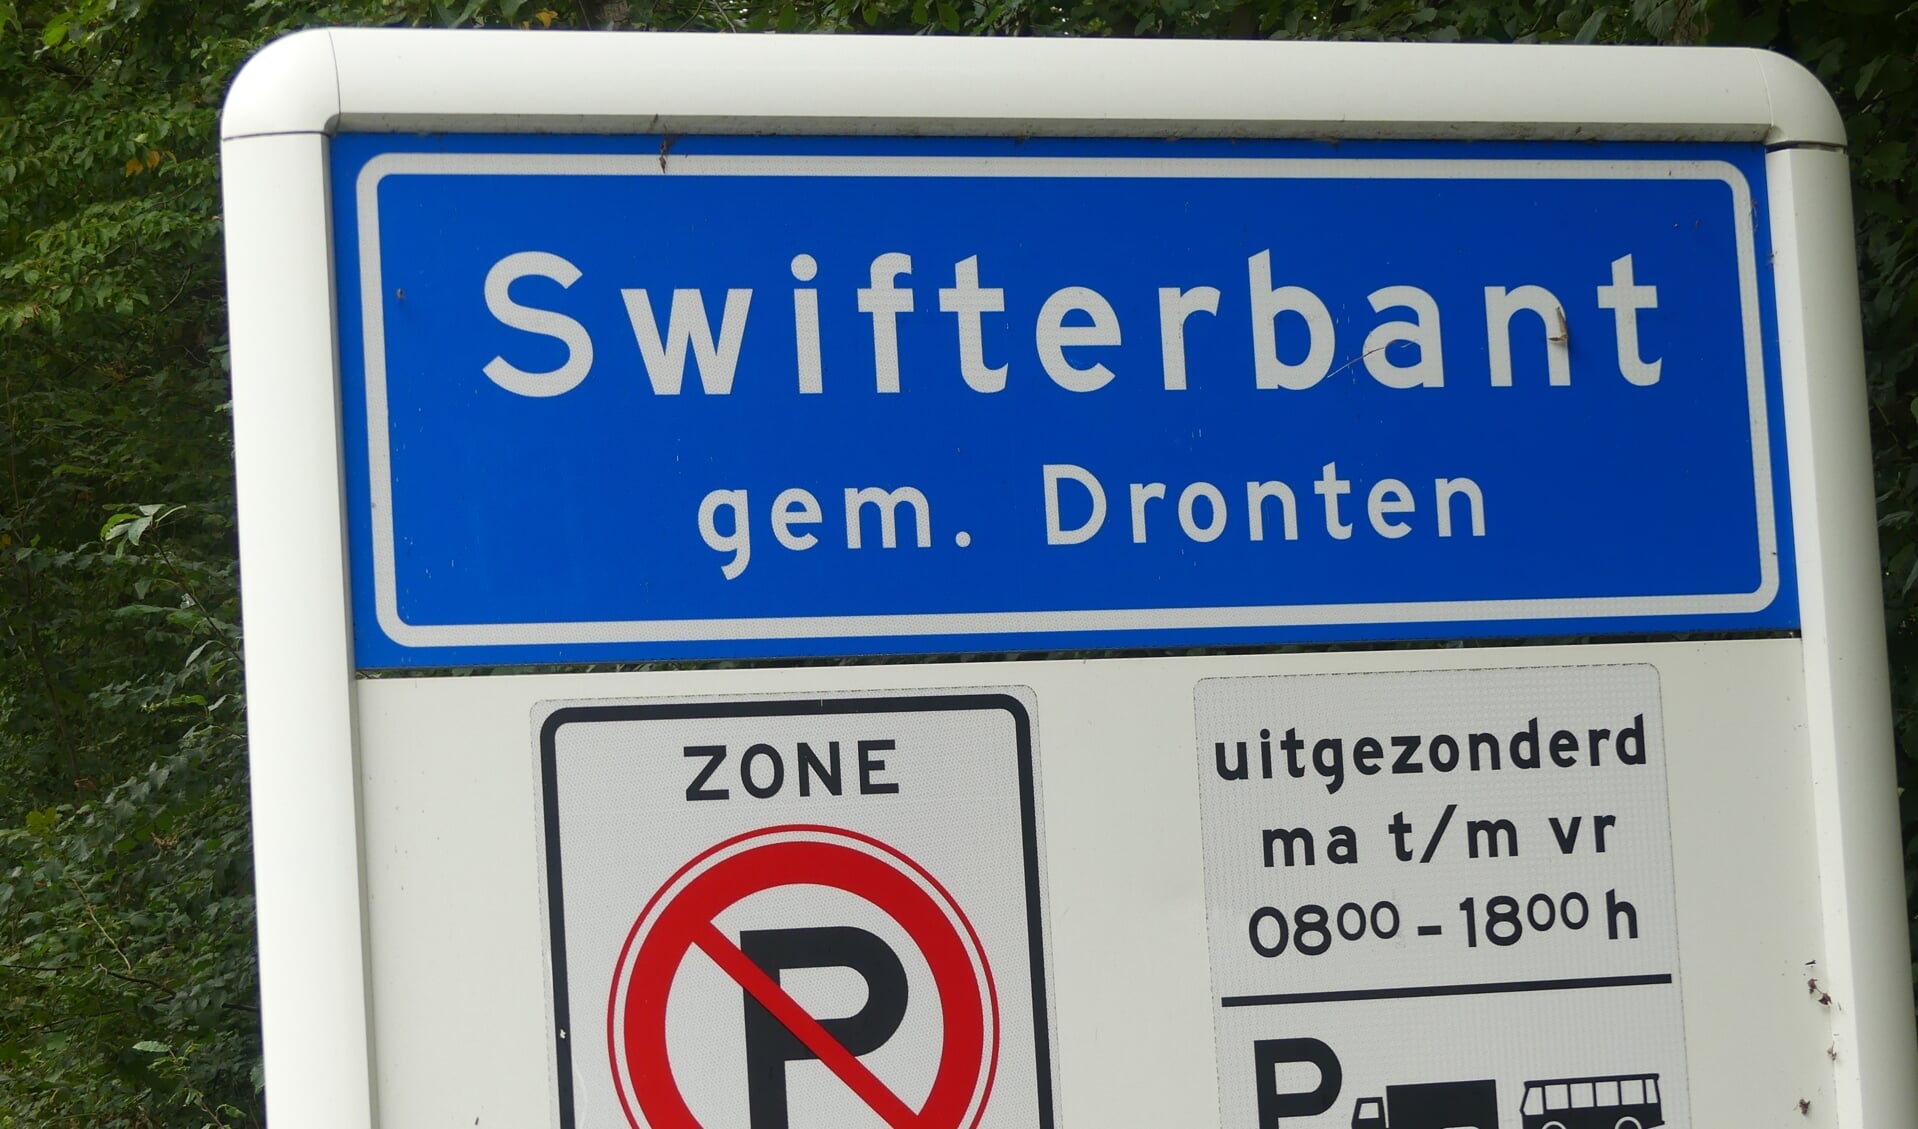 Swifterbant
gem. Dronten
ZONE
P
uitgezonderd
ma t/m vr
08⁰⁰ - 18⁰⁰ h
P